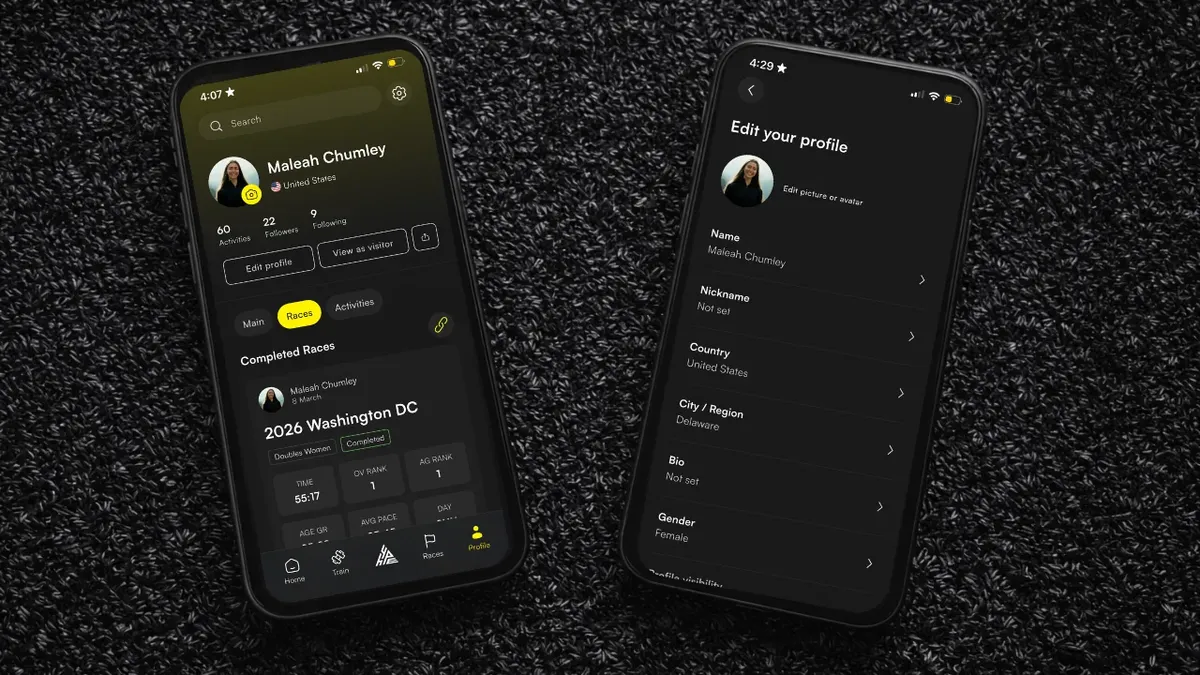 4:07
Search
Maleah Chumley
United States
60
Activities
22
Followers
9
Following
Edit profile
View as visitor
Main
Races
Activities
Completed Races
Maleah Chumley
8 March
2026 Washington DC
Doubles Women
Completed
TIME
55:17
OV RANK
1
AG RANK
1
AGE GR
AVG PACE
DAY
Home
Train
Races
Profile
4:29
Edit your profile
Edit picture or avatar
Name
Maleah Chumley
Nickname
Not set
Country
United States
City / Region
Delaware
Bio
Not set
Gender
Female
Profile visibility